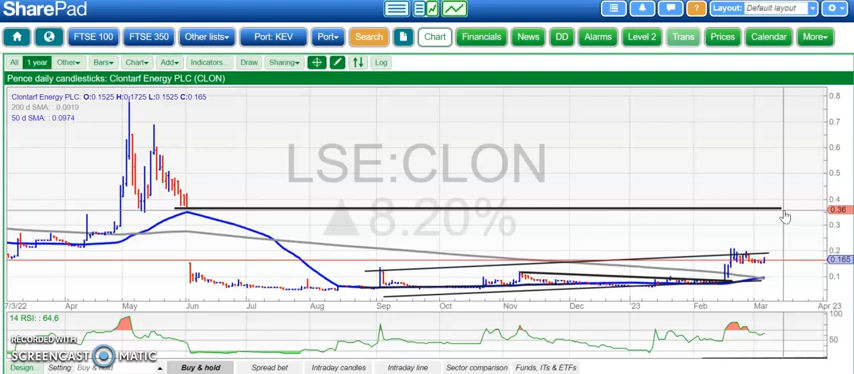 SharePad
Layout: Default layout
FTSE 100 FTSE 350 Other lists Port: KEV Port Search Chart Financials News DD Alarms Level 2 Trans Prices Calendar More
All 1 year Other Bars Chart Add Indicators... Draw Sharing Log
Pence daily candlesticks: Clontarf Energy PLC (CLON)
Clontarf Energy PLC: O:0.1525 H:0.1725 L:0.1525 C:0.165
200 d SMA: : 0.0919
50 d SMA: : 0.0974
LSE:CLON
▲8.20%
0.8
0.7
0.6
0.5
0.4
0.36
0.2
0.165
0.1
7/3/22 Apr May Jun Jul Aug Sep Oct Nov Dec '23 Feb Mar Apr 23
14 RSI: : 64.6
100
50
RECORDED WITH
SCREENCAST MATIC
Design... Setting: Buy & hold Buy & hold Spread bet Intraday candles Intraday line Sector comparison Funds, ITs & ETFs